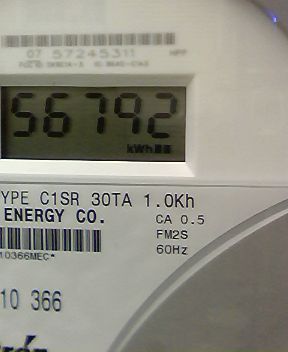 07 57245311
56792
kWh
YPE C1SR 30TA 1.0Kh
ENERGY CO.
CA 0.5
FM2S
60Hz
10366MEC*
10 366